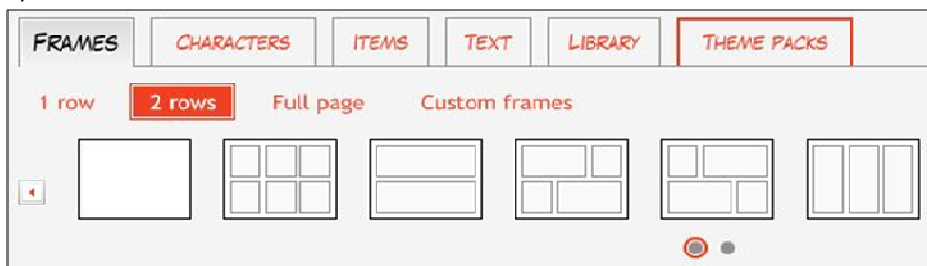 FRAMES CHARACTERS ITEMS TEXT LIBRARY THEME PACKS
1 row 2 rows Full page Custom frames